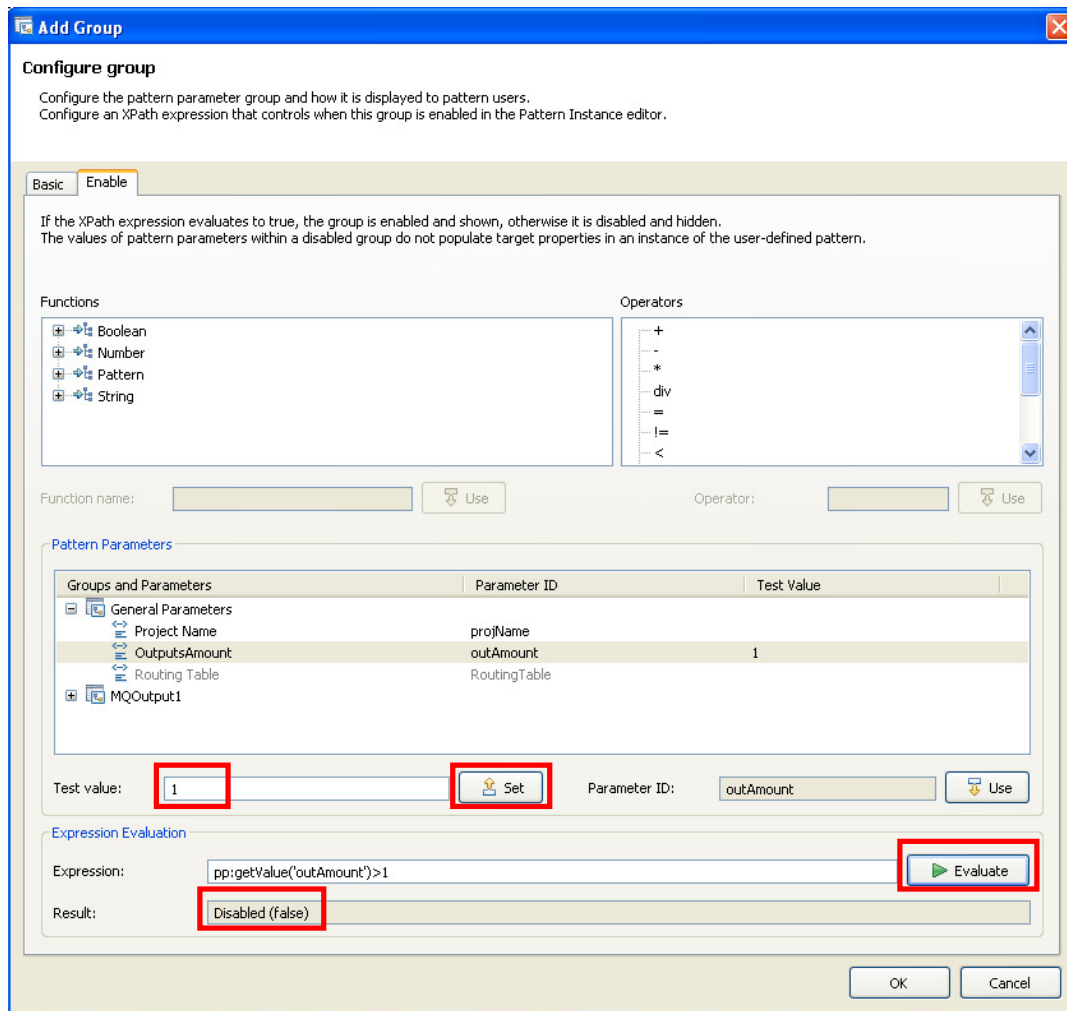 Add Group
Configure group
Configure the pattern parameter group and how it is displayed to pattern users.
Configure an XPath expression that controls when this group is enabled in the Pattern Instance editor.
Basic Enable
If the XPath expression evaluates to true, the group is enabled and shown, otherwise it is disabled and hidden.
The values of pattern parameters within a disabled group do not populate target properties in an instance of the user-defined pattern.
Functions Operators
Boolean
Number
Pattern
String
+
-
*
div
=
!=
<
Function name: Use Operator: Use
Pattern Parameters
Groups and Parameters Parameter ID Test Value
General Parameters
Project Name projName
OutputsAmount outAmount 1
Routing Table RoutingTable
MQOutput1
Test value: 1 Set Parameter ID: outAmount Use
Expression Evaluation
Expression: pp:getValue('outAmount')>1 Evaluate
Result: Disabled (false)
OK Cancel